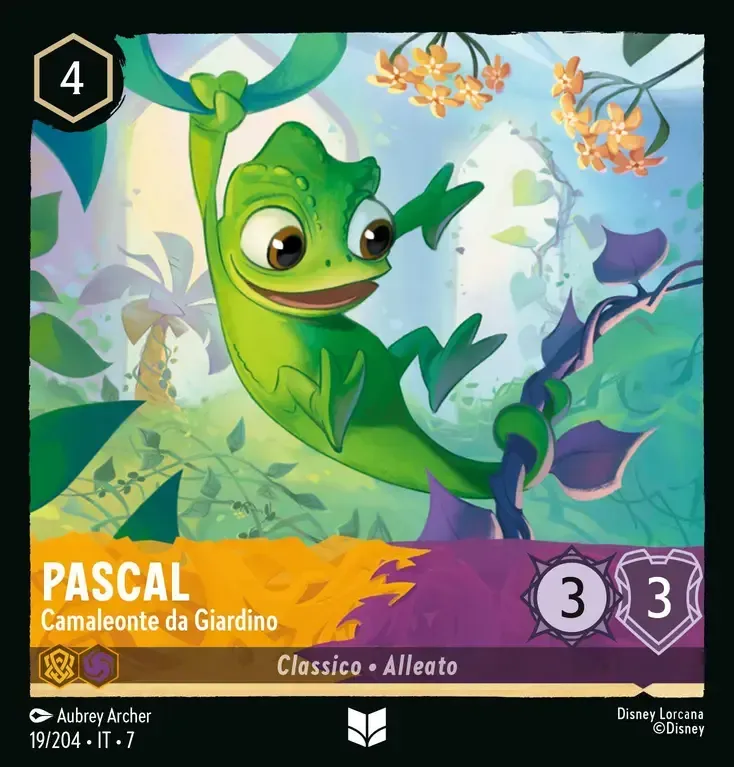 4
PASCAL
Camaleonte da Giardino
3
3
Classico • Alleato
Aubrey Archer
19/204 • IT • 7
Disney Lorcana
©Disney